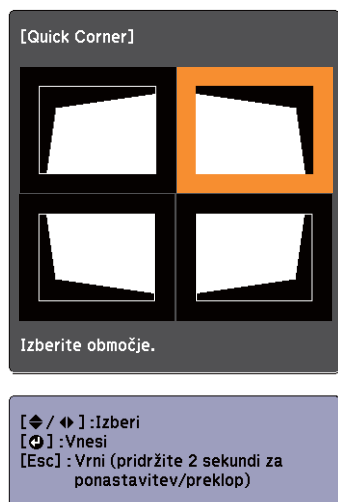 [Quick Corner]
Izberite območje.
[◆/◆] :Izberi
[↵] :Vnesi
[Esc] : Vrni (pridržite 2 sekundi za
ponastavitev/preklop)